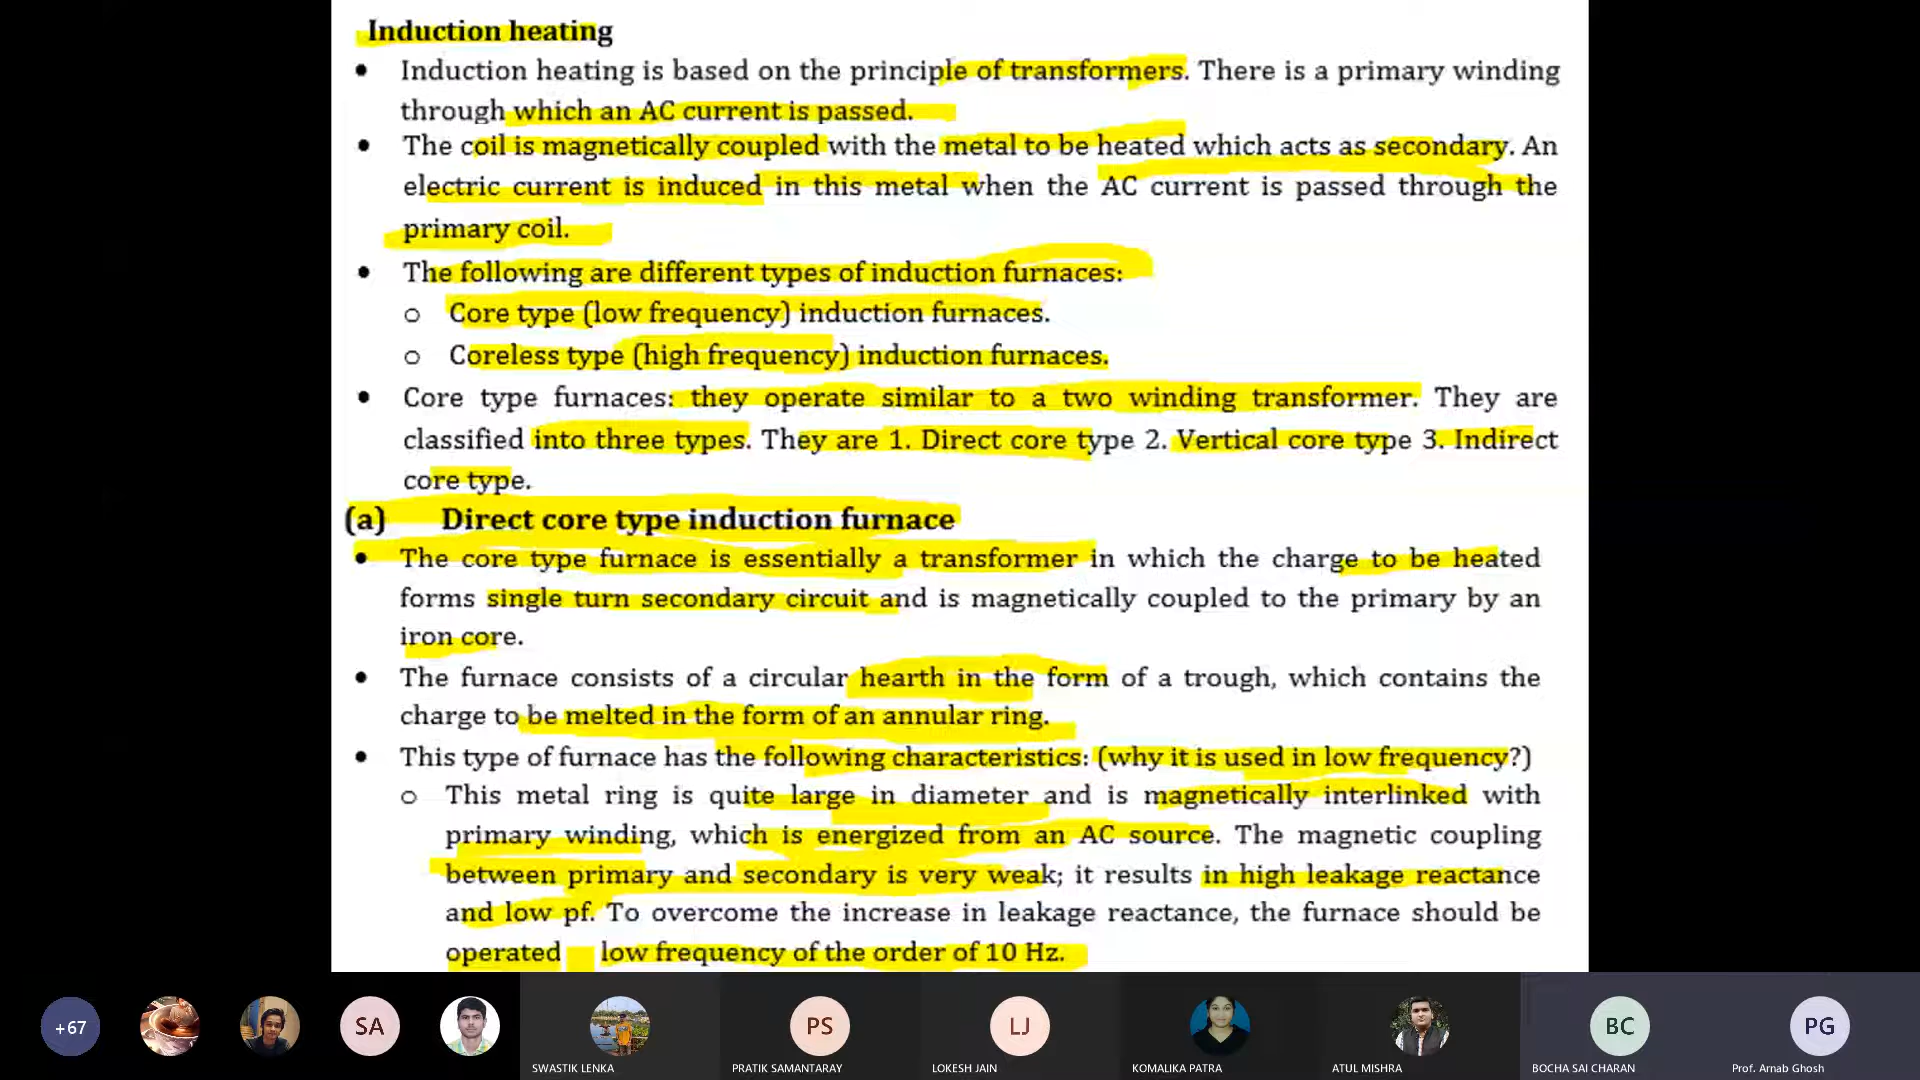 Induction heating
• Induction heating is based on the principle of transformers. There is a primary winding
through which an AC current is passed.
• The coil is magnetically coupled with the metal to be heated which acts as secondary. An
electric current is induced in this metal when the AC current is passed through the
primary coil.
• The following are different types of induction furnaces:
o Core type (low frequency) induction furnaces.
o Coreless type (high frequency) induction furnaces.
• Core type furnaces: they operate similar to a two winding transformer. They are
classified into three types. They are 1. Direct core type 2. Vertical core type 3. Indirect
core type.
(a) Direct core type induction furnace
• The core type furnace is essentially a transformer in which the charge to be heated
forms single turn secondary circuit and is magnetically coupled to the primary by an
iron core.
• The furnace consists of a circular hearth in the form of a trough, which contains the
charge to be melted in the form of an annular ring.
• This type of furnace has the following characteristics: (why it is used in low frequency?)
o This metal ring is quite large in diameter and is magnetically interlinked with
primary winding, which is energized from an AC source. The magnetic coupling
between primary and secondary is very weak; it results in high leakage reactance
and low pf. To overcome the increase in leakage reactance, the furnace should be
operated low frequency of the order of 10 Hz.
+67 SA PS LJ BC PG
SWASTIK LENKA PRATIK SAMANTARAY LOKESH JAIN KOMALIKA PATRA ATUL MISHRA BOCHA SAI CHARAN Prof. Arnab Ghosh